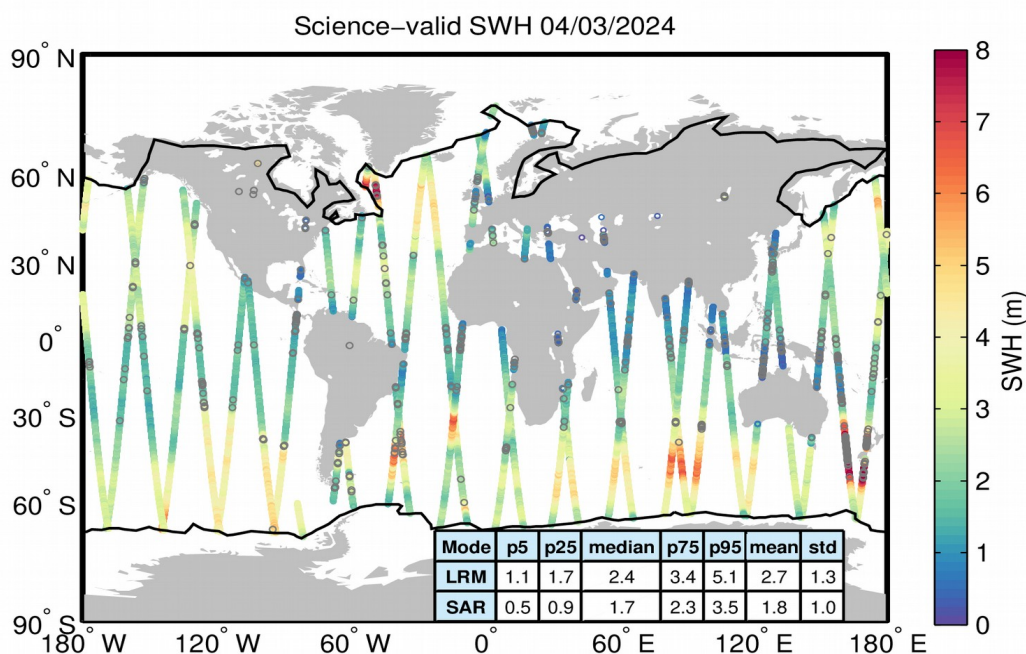 Science−valid SWH 04/03/2024
90° N
60° N
30° N
0°
30° S
60° S
90° S
180° W
120° W
60° W
0°
60° E
120° E
180° E
Mode p5 p25 median p75 p95 mean std
LRM 1.1 1.7 2.4 3.4 5.1 2.7 1.3
SAR 0.5 0.9 1.7 2.3 3.5 1.8 1.0
8
7
6
5
4
3
2
1
0
SWH (m)